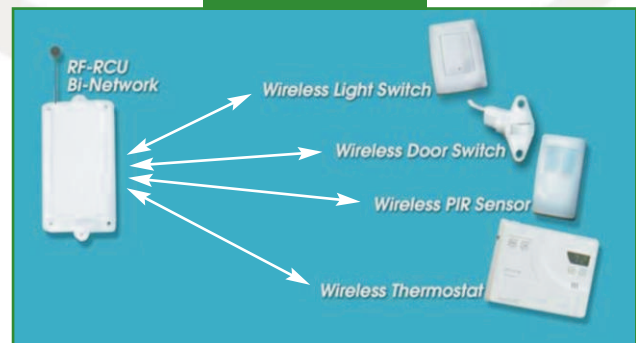 RF-RCU
Bi-Network
Wireless Light Switch
Wireless Door Switch
Wireless PIR Sensor
Wireless Thermostat